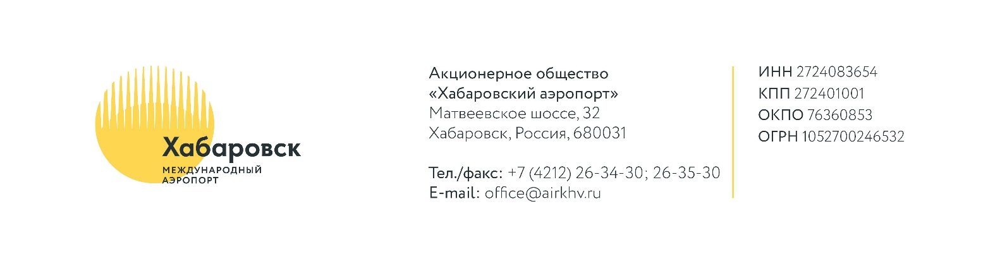 Хабаровск
МЕЖДУНАРОДНЫЙ
АЭРОПОРТ
Акционерное общество
«Хабаровский аэропорт»
Матвеевское шоссе, 32
Хабаровск, Россия, 680031
Тел./факс: +7 (4212) 26-34-30; 26-35-30
E-mail: office@airkhv.ru
ИНН 2724083654
КПП 272401001
ОКПО 76360853
ОГРН 1052700246532